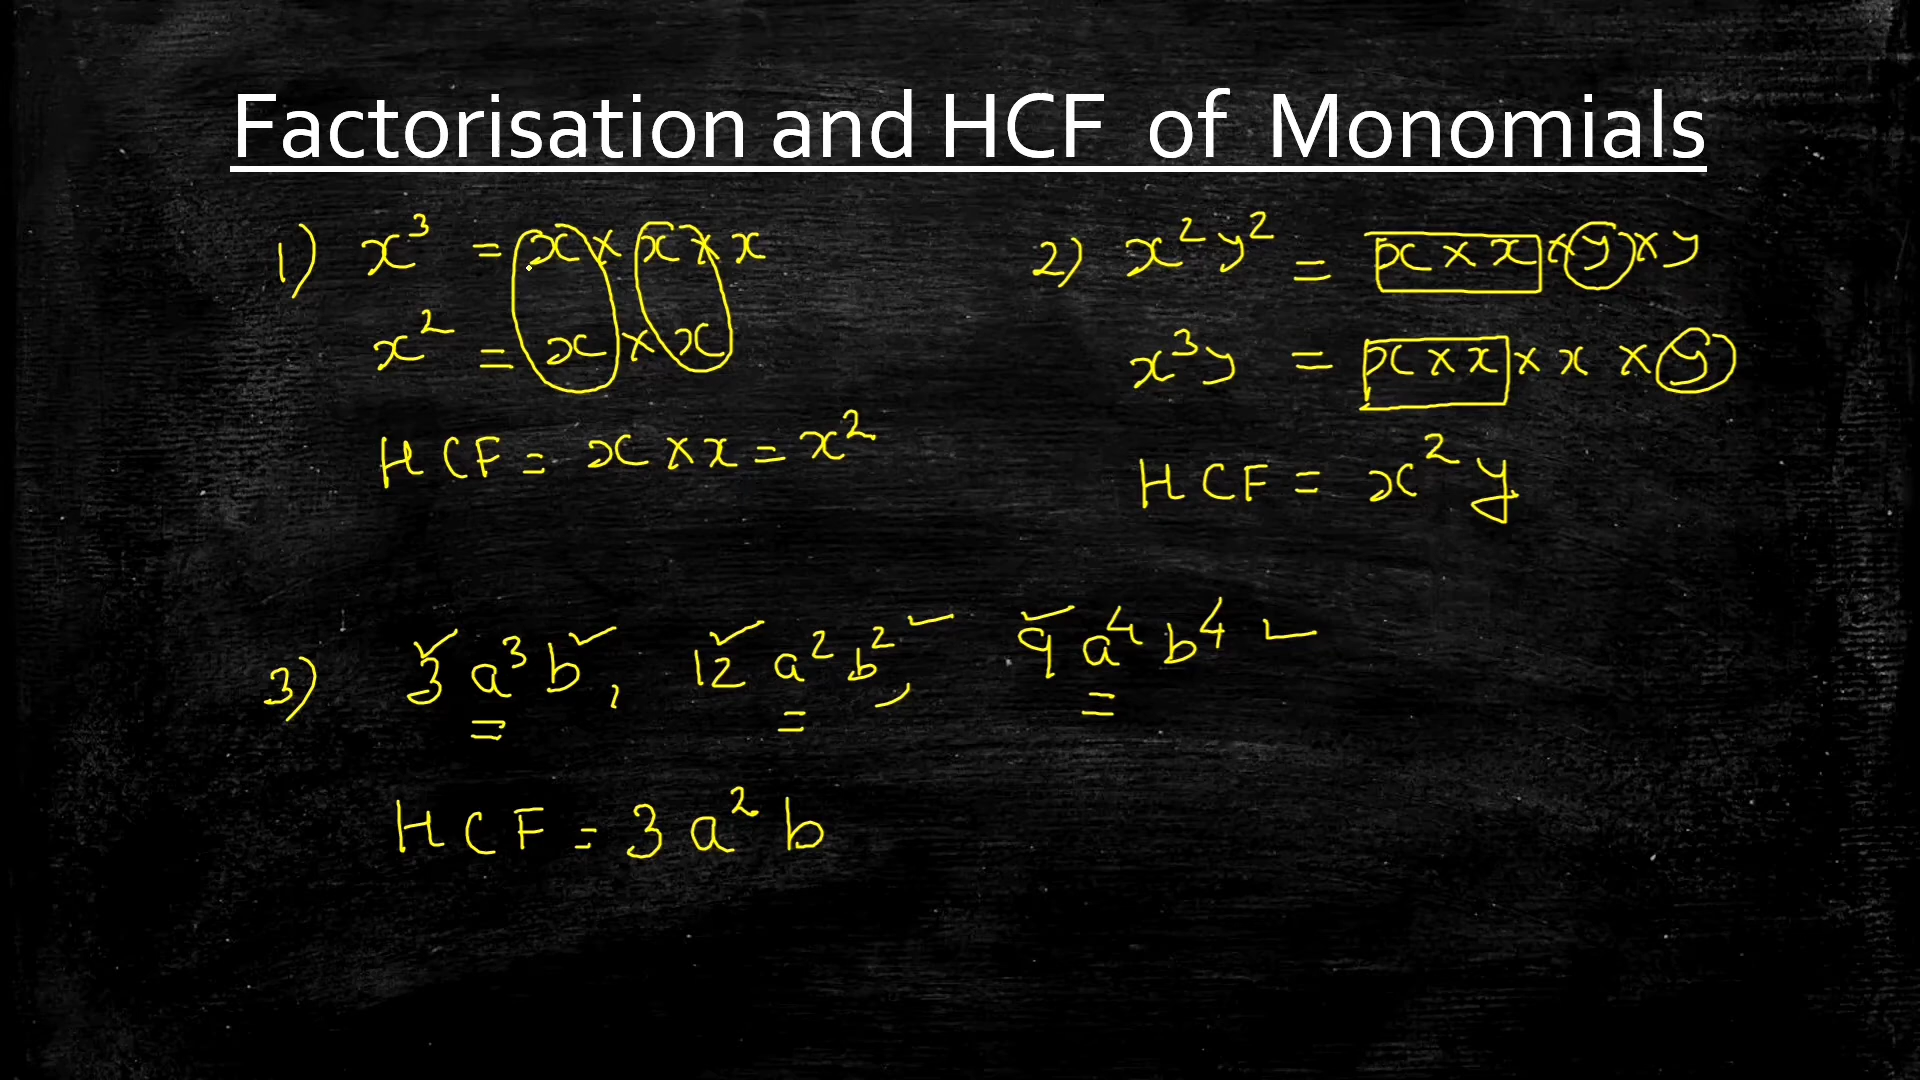 Factorisation and HCF of Monomials
1) x³ = x × x × x
x² = x × x
HCF = x × x = x²
2) x²y² = x × x × y × y
x³y = x × x × x × y
HCF = x²y
3) 3a³b, 12a²b², 9a⁴b⁴
HCF = 3a²b